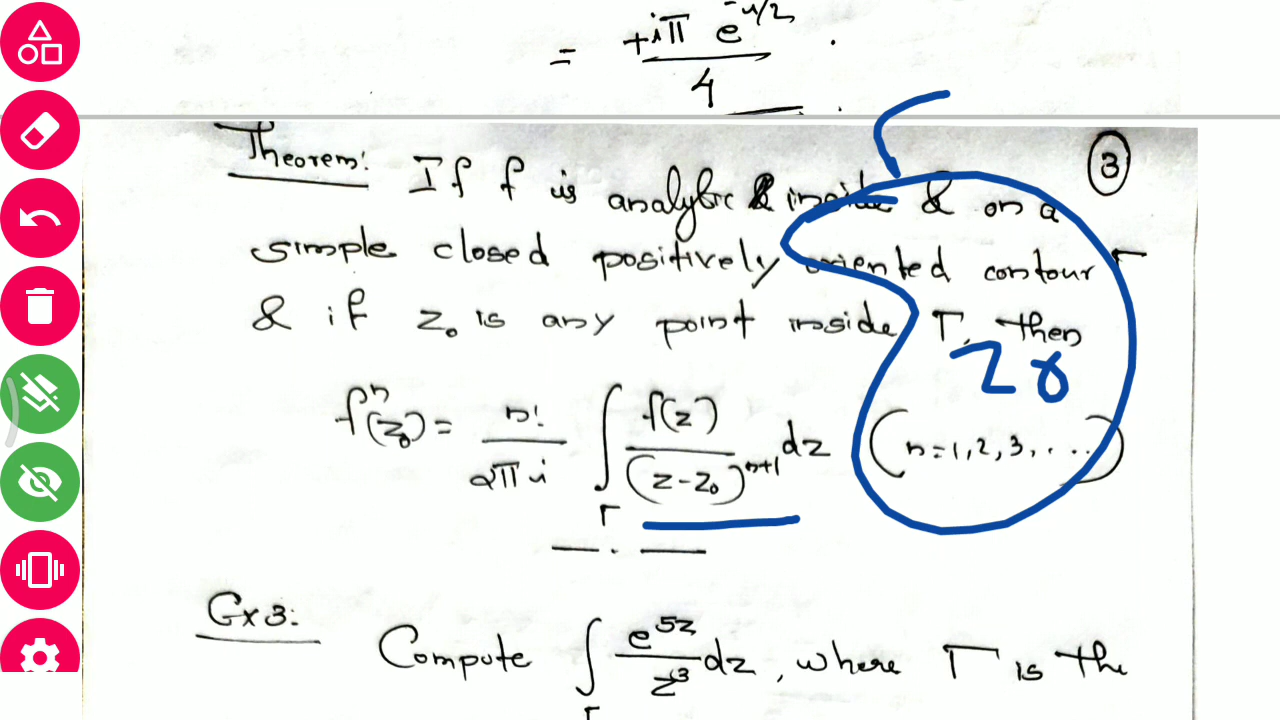 = +iπ e^-π/2 / 4 .
③
Theorem: If f is analytic & inside & on a
simple closed positively oriented contour Γ
& if z₀ is any point inside Γ, then
z₀
fⁿ(z₀) = n! / 2πi ∫_Γ f(z) / (z-z₀)ⁿ⁺¹ dz (n=1,2,3,...)
Ex 3:
Compute ∫_Γ e^5z / z³ dz, where Γ is the